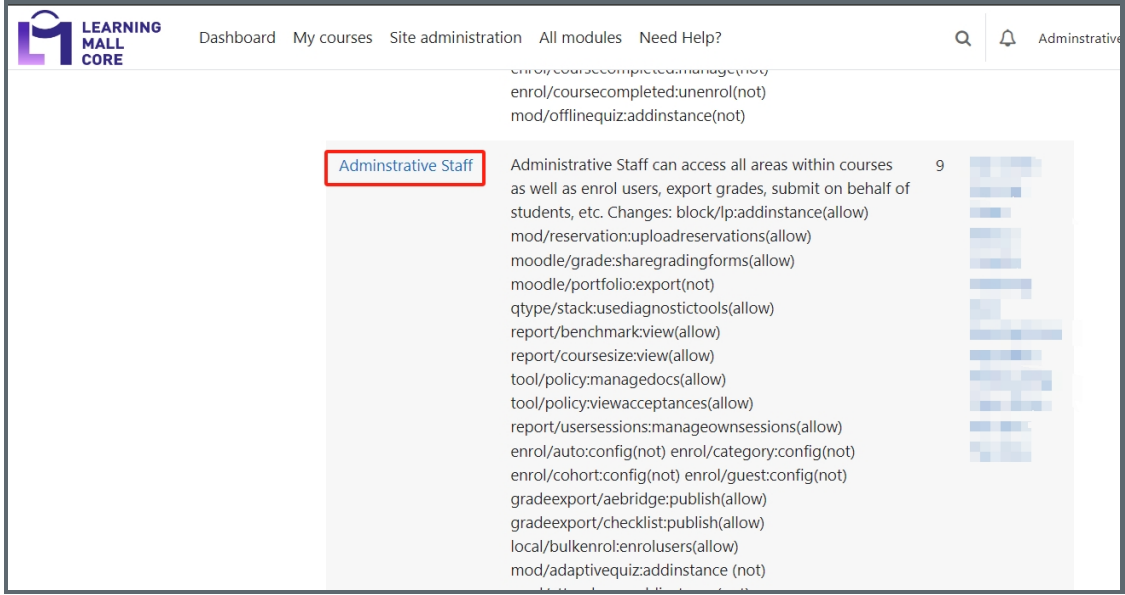 LEARNING
MALL
CORE
Dashboard My courses Site administration All modules Need Help?
Adminstrative
enrol/coursecompleted:manage(not)
enrol/coursecompleted:unenrol(not)
mod/offlinequiz:addinstance(not)
Adminstrative Staff
Administrative Staff can access all areas within courses
9
as well as enrol users, export grades, submit on behalf of
students, etc. Changes: block/lp:addinstance(allow)
mod/reservation:uploadreservations(allow)
moodle/grade:sharegradingforms(allow)
moodle/portfolio:export(not)
qtype/stack:usediagnostictools(allow)
report/benchmark:view(allow)
report/coursesize:view(allow)
tool/policy:managedocs(allow)
tool/policy:viewacceptances(allow)
report/usersessions:manageownsessions(allow)
enrol/auto:config(not) enrol/category:config(not)
enrol/cohort:config(not) enrol/guest:config(not)
gradeexport/aebridge:publish(allow)
gradeexport/checklist:publish(allow)
local/bulkenrol:enrolusers(allow)
mod/adaptivequiz:addinstance (not)